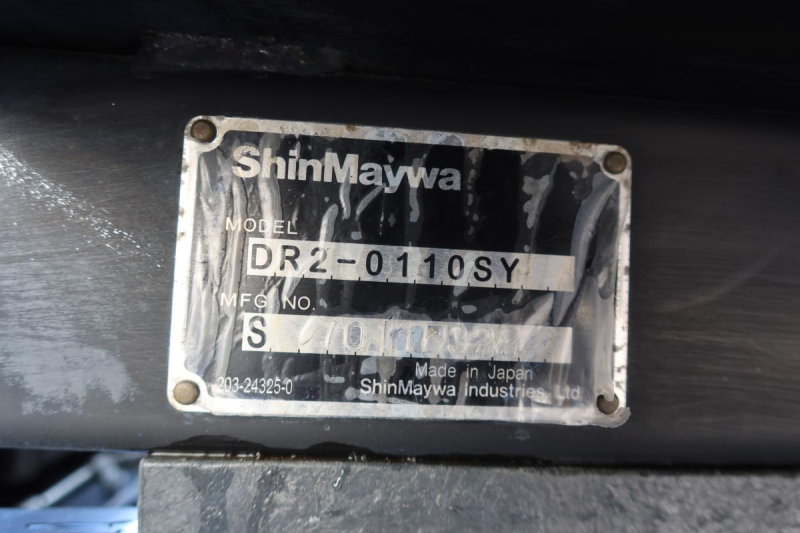 ShinMaywa
MODEL
DR2-0110SY
MFG NO.
S
Made in Japan
203-24325-0 ShinMaywa Industries, Ltd